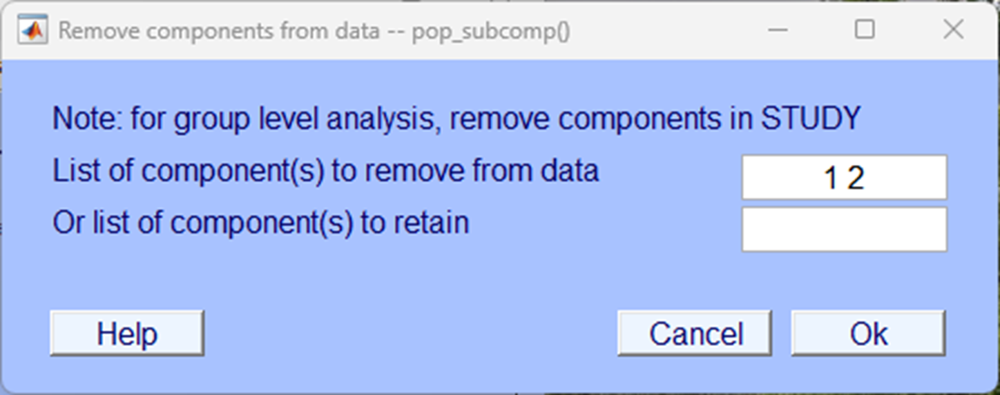 Remove components from data -- pop_subcomp()
Note: for group level analysis, remove components in STUDY
List of component(s) to remove from data 1 2
Or list of component(s) to retain
Help Cancel Ok